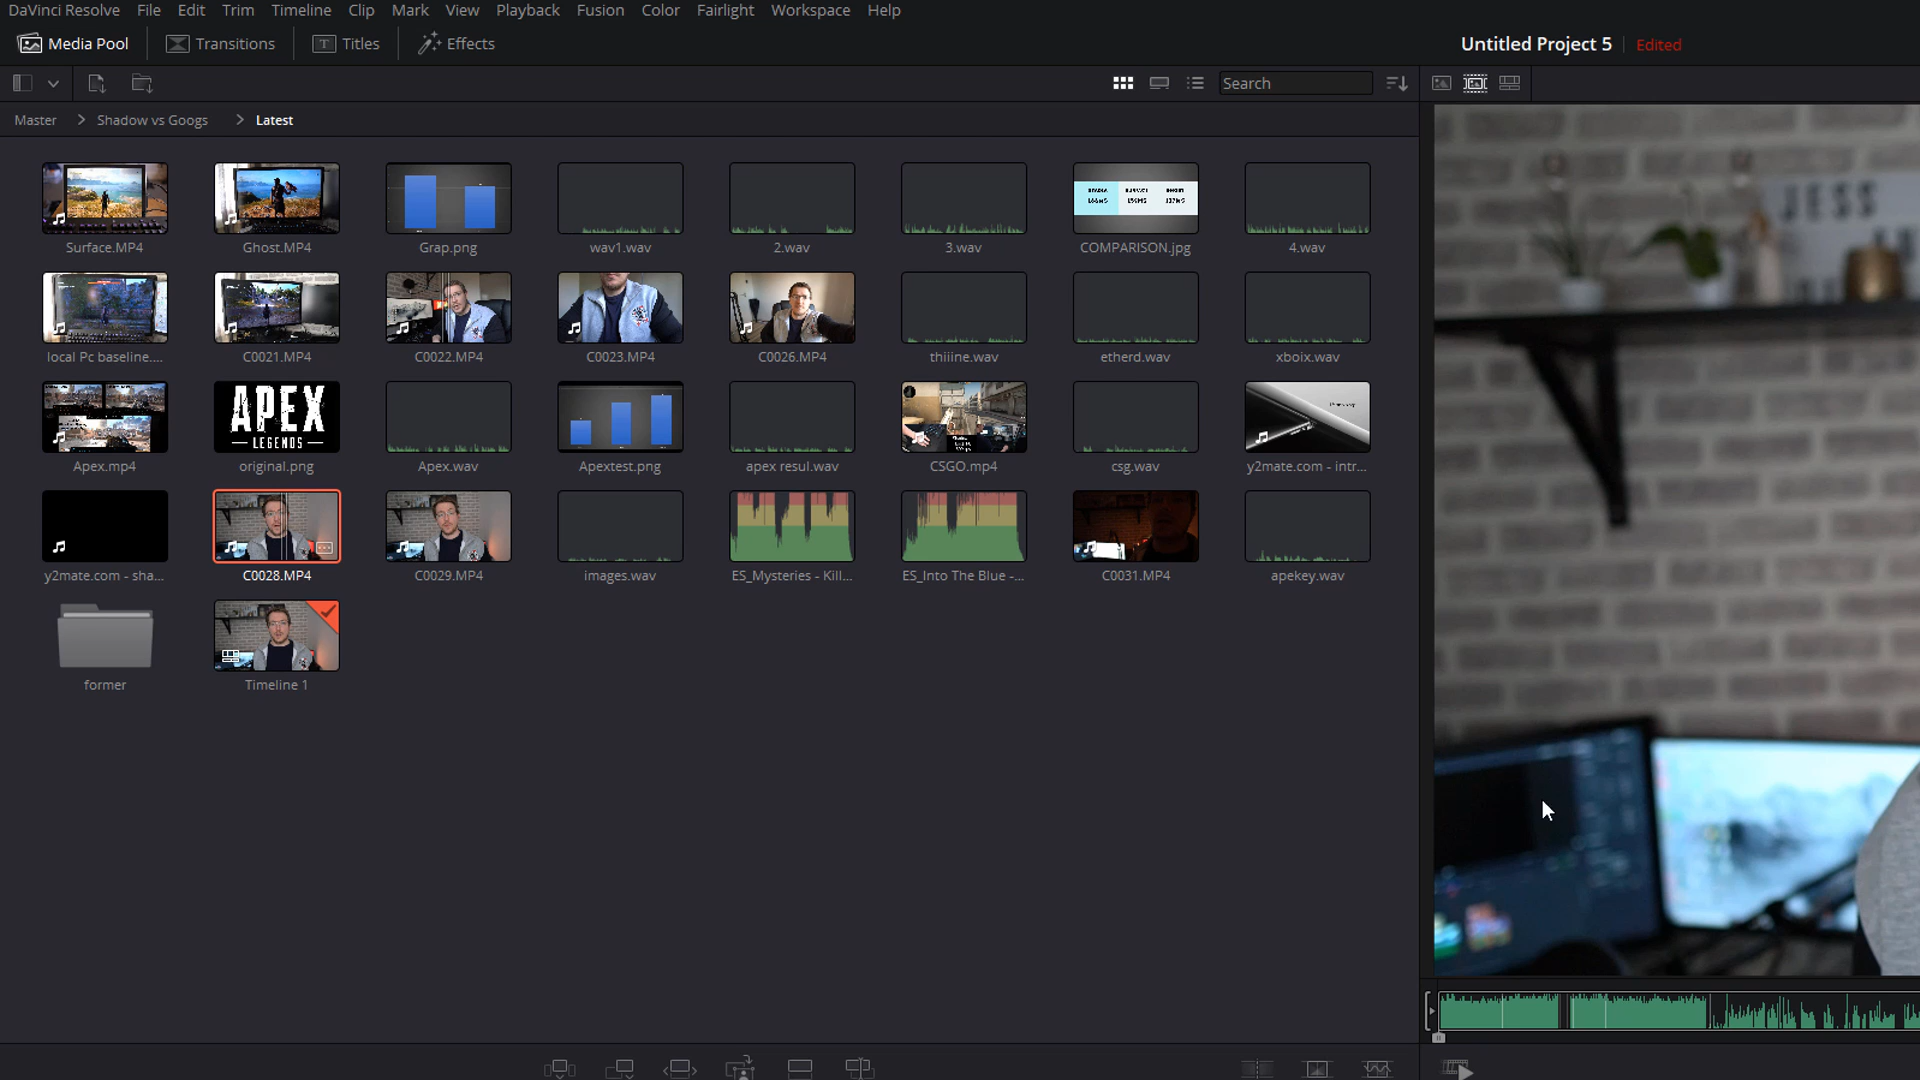 DaVinci Resolve File Edit Trim Timeline Clip Mark View Playback Fusion Color Fairlight Workspace Help
Media Pool Transitions Titles Effects
Untitled Project 5 Edited
Search
Master > Shadow vs Googs > Latest
Surface.MP4 Ghost.MP4 Grap.png wav1.wav 2.wav 3.wav COMPARISON.jpg 4.wav
local Pc baseline.... C0021.MP4 C0022.MP4 C0023.MP4 C0026.MP4 thiiine.wav etherd.wav xboix.wav
APEX
LEGENDS
Apex.mp4 original.png Apex.wav Apextest.png apex resul.wav CSGO.mp4 csg.wav y2mate.com - intr...
y2mate.com - sha... C0028.MP4 C0029.MP4 images.wav ES_Mysteries - Kill... ES_Into The Blue -... C0031.MP4 apekey.wav
former Timeline 1
JESS